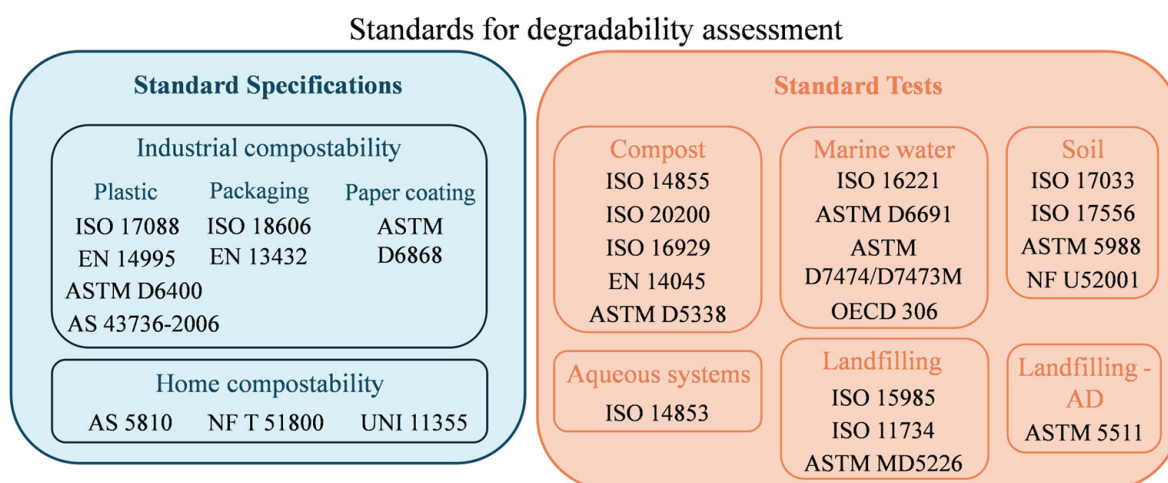 Standards for degradability assessment
Standard Specifications
Industrial compostability
Plastic
ISO 17088
EN 14995
ASTM D6400
AS 43736-2006
Packaging
ISO 18606
EN 13432
Paper coating
ASTM
D6868
Home compostability
AS 5810 NF T 51800 UNI 11355
Standard Tests
Compost
ISO 14855
ISO 20200
ISO 16929
EN 14045
ASTM D5338
Marine water
ISO 16221
ASTM D6691
ASTM
D7474/D7473M
OECD 306
Soil
ISO 17033
ISO 17556
ASTM 5988
NF U52001
Aqueous systems
ISO 14853
Landfilling
ISO 15985
ISO 11734
ASTM MD5226
Landfilling -
AD
ASTM 5511